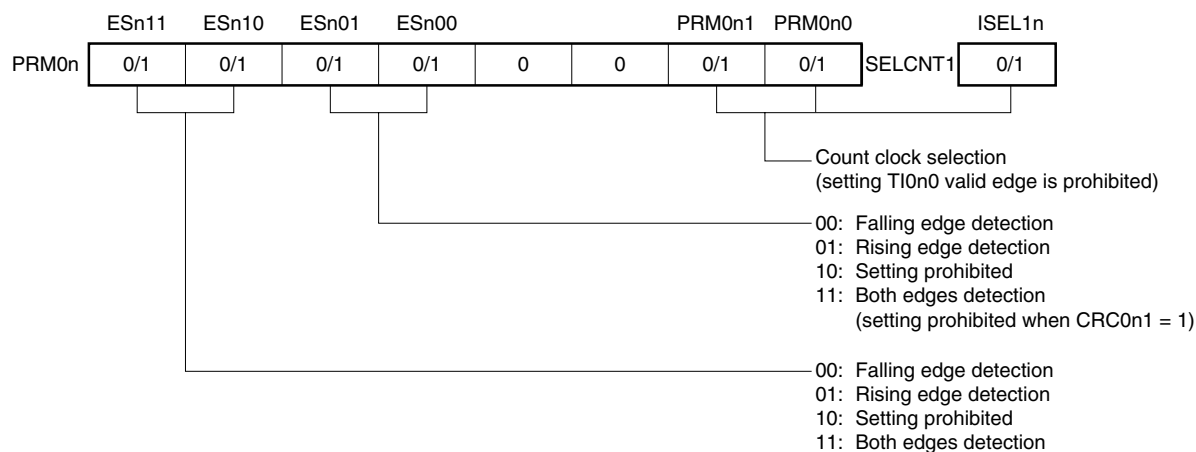 ESn11 ESn10 ESn01 ESn00 PRM0n1 PRM0n0 ISEL1n
PRM0n 0/1 0/1 0/1 0/1 0 0 0/1 0/1 SELCNT1 0/1
Count clock selection
(setting TI0n0 valid edge is prohibited)
00: Falling edge detection
01: Rising edge detection
10: Setting prohibited
11: Both edges detection
(setting prohibited when CRC0n1 = 1)
00: Falling edge detection
01: Rising edge detection
10: Setting prohibited
11: Both edges detection